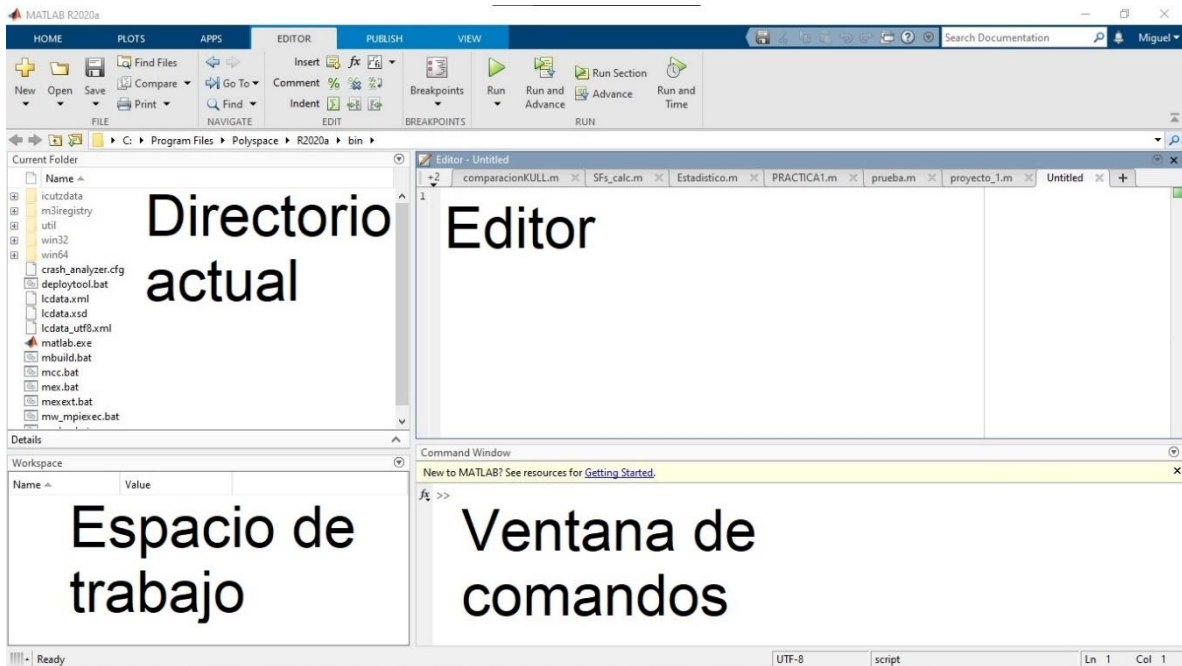 MATLAB R2020a
HOME PLOTS APPS EDITOR PUBLISH VIEW Search Documentation Miguel
New Open Save Find Files Compare Print
FILE
Go To Find
NAVIGATE
Insert fx
Comment
Indent
EDIT
Breakpoints
BREAKPOINTS
Run Run and Advance Run Section Advance Run and Time
RUN
C: Program Files Polyspace R2020a bin
Current Folder
Name
icutzdata
m3iregistry
util
win32
win64
crash_analyzer.cfg
deploytool.bat
lcdata.xml
lcdata.xsd
lcdata_utf8.xml
matlab.exe
mbuild.bat
mcc.bat
mex.bat
mexext.bat
mw_mpiexec.bat
Directorio
actual
Details
Workspace
Name Value
Espacio de
trabajo
Editor - Untitled
+2 comparacionKULL.m SFs_calc.m Estadistico.m PRACTICA1.m prueba.m proyecto_1.m Untitled +
1
Editor
Command Window
New to MATLAB? See resources for Getting Started.
fx >>
Ventana de
comandos
Ready UTF-8 script Ln 1 Col 1